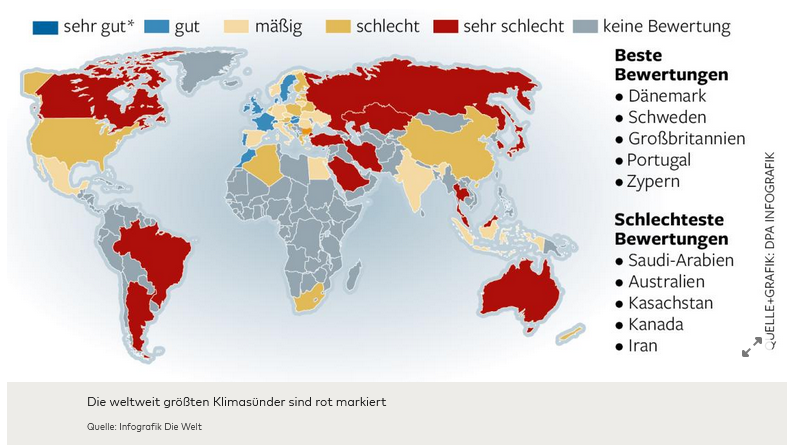 sehr gut* gut mäßig schlecht sehr schlecht keine Bewertung
Beste
Bewertungen
● Dänemark
● Schweden
● Großbritannien
● Portugal
● Zypern
Schlechteste
Bewertungen
● Saudi-Arabien
● Australien
● Kasachstan
● Kanada
● Iran
QUELLE+GRAFIK: DPA INFOGRAFIK
Die weltweit größten Klimasünder sind rot markiert
Quelle: Infografik Die Welt